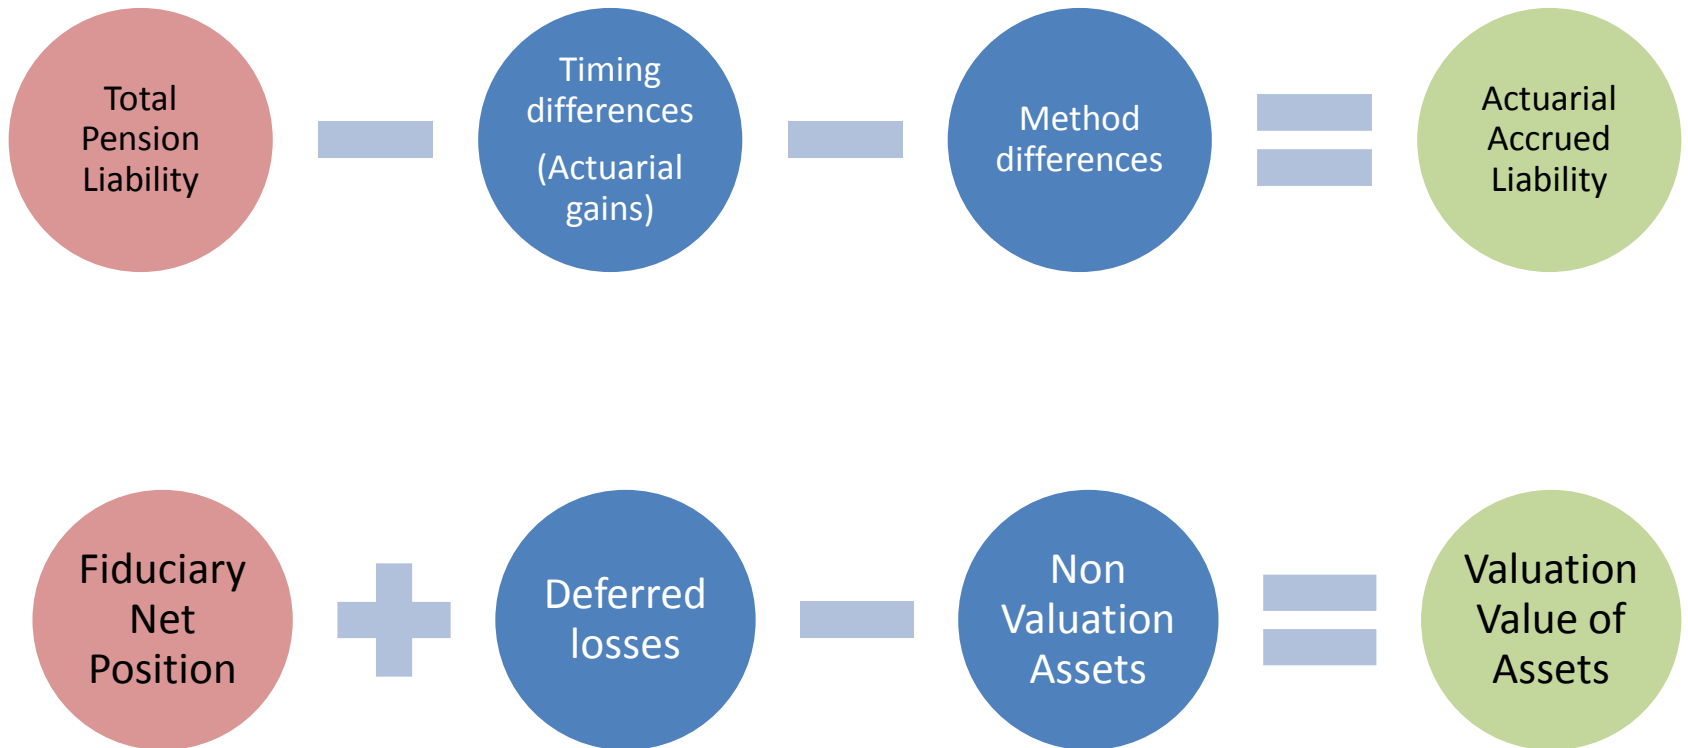 Total
Pension
Liability
Timing
differences
(Actuarial
gains)
Method
differences
Actuarial
Accrued
Liability
Fiduciary
Net
Position
Deferred
losses
Non
Valuation
Assets
Valuation
Value of
Assets